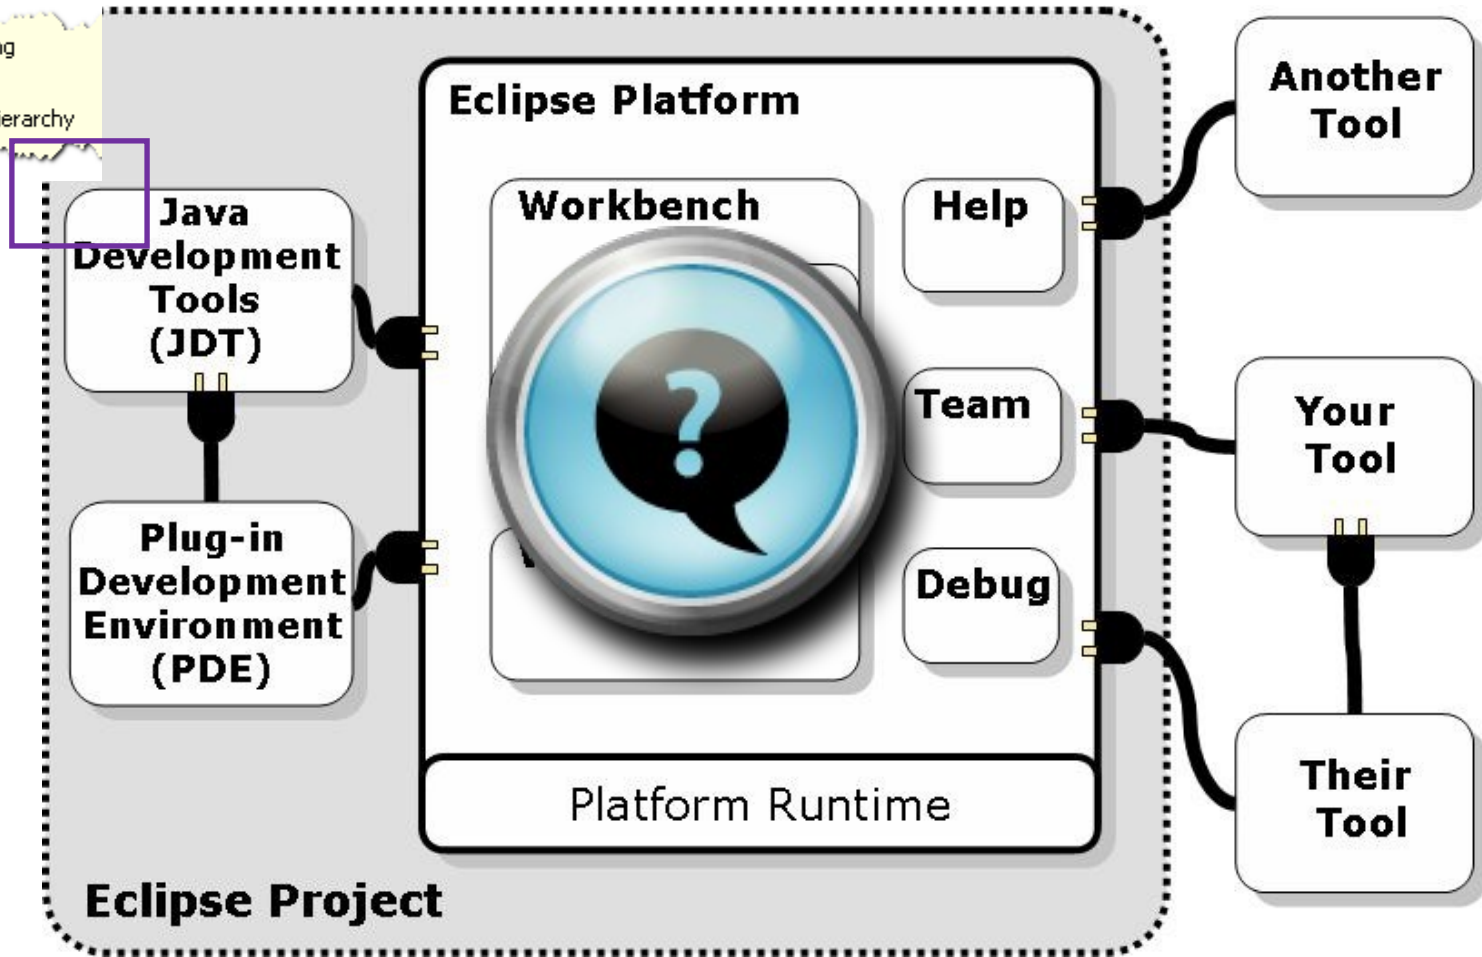 Eclipse Platform
Workbench
Help
Team
Debug
Java
Development
Tools
(JDT)
Plug-in
Development
Environment
(PDE)
Platform Runtime
Eclipse Project
Another
Tool
Your
Tool
Their
Tool